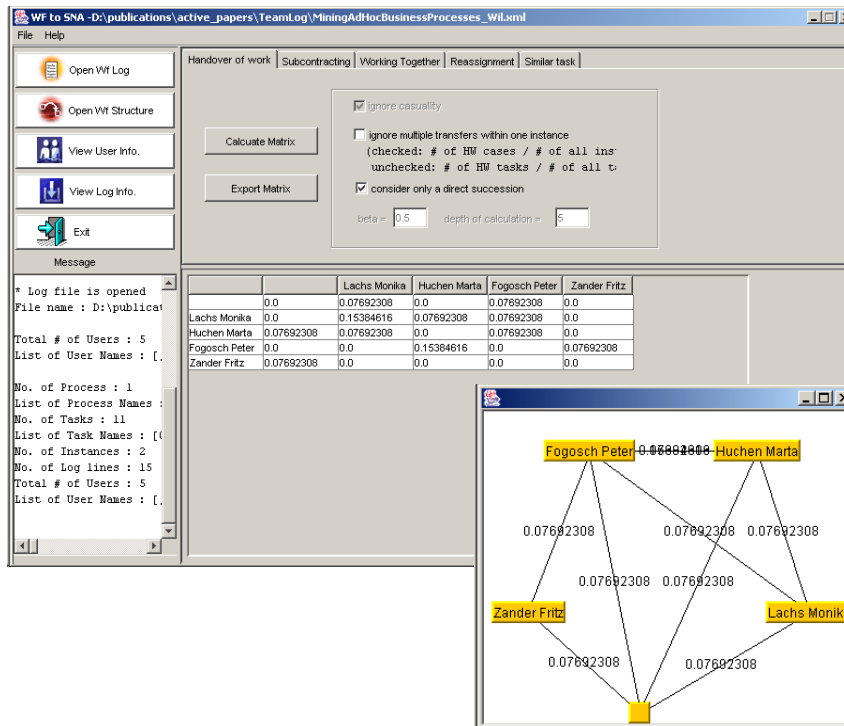 WF to SNA -D:\publications\active_papers\TeamLog\MiningAdHocBusinessProcesses_Wil.xml
File Help
Open Wf Log
Open Wf Structure
View User Info.
View Log Info.
Exit
Message
* Log file is opened
File name : D:\publicat
Total # of Users : 5
List of User Names : [
No. of Process : 1
List of Process Names :
No. of Tasks : 11
List of Task Names : [
No. of Instances : 2
No. of Log lines : 15
Total # of Users : 5
List of User Names : [
Handover of work Subcontracting Working Together Reassignment Similar task
Calcuate Matrix
Export Matrix
ignore casuality
ignore multiple transfers within one instance
(checked: # of HW cases / # of all ins
unchecked: # of HW tasks / # of all t
consider only a direct succession
beta = 0.5 depth of calculation = 5
Lachs Monika Huchen Marta Fogosch Peter Zander Fritz
0.0 0.07692308 0.0 0.07692308 0.0
Lachs Monika 0.0 0.15384616 0.07692308 0.07692308 0.0
Huchen Marta 0.07692308 0.07692308 0.0 0.07692308 0.0
Fogosch Peter 0.0 0.0 0.15384616 0.0 0.07692308
Zander Fritz 0.07692308 0.0 0.0 0.0 0.0
Fogosch Peter Huchen Marta
0.07692308 0.07692308 0.07692308
0.07692308 0.07692308
Zander Fritz Lachs Monik
0.07692308 0.07692308